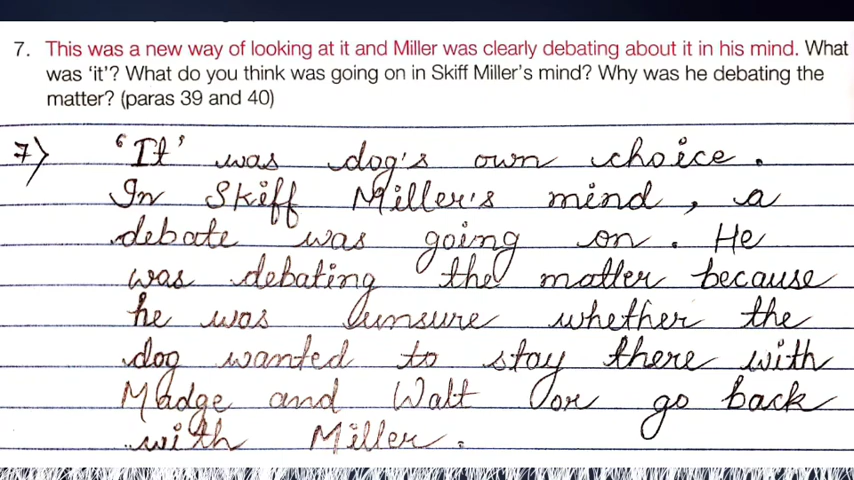 7. This was a new way of looking at it and Miller was clearly debating about it in his mind. What
was 'it'? What do you think was going on in Skiff Miller's mind? Why was he debating the
matter? (paras 39 and 40)
7) 'It' was dog's own choice.
In Skiff Miller's mind, a
debate was going on. He
was debating the matter because
he was unsure whether the
dog wanted to stay there with
Madge and Walt or go back
with Miller.